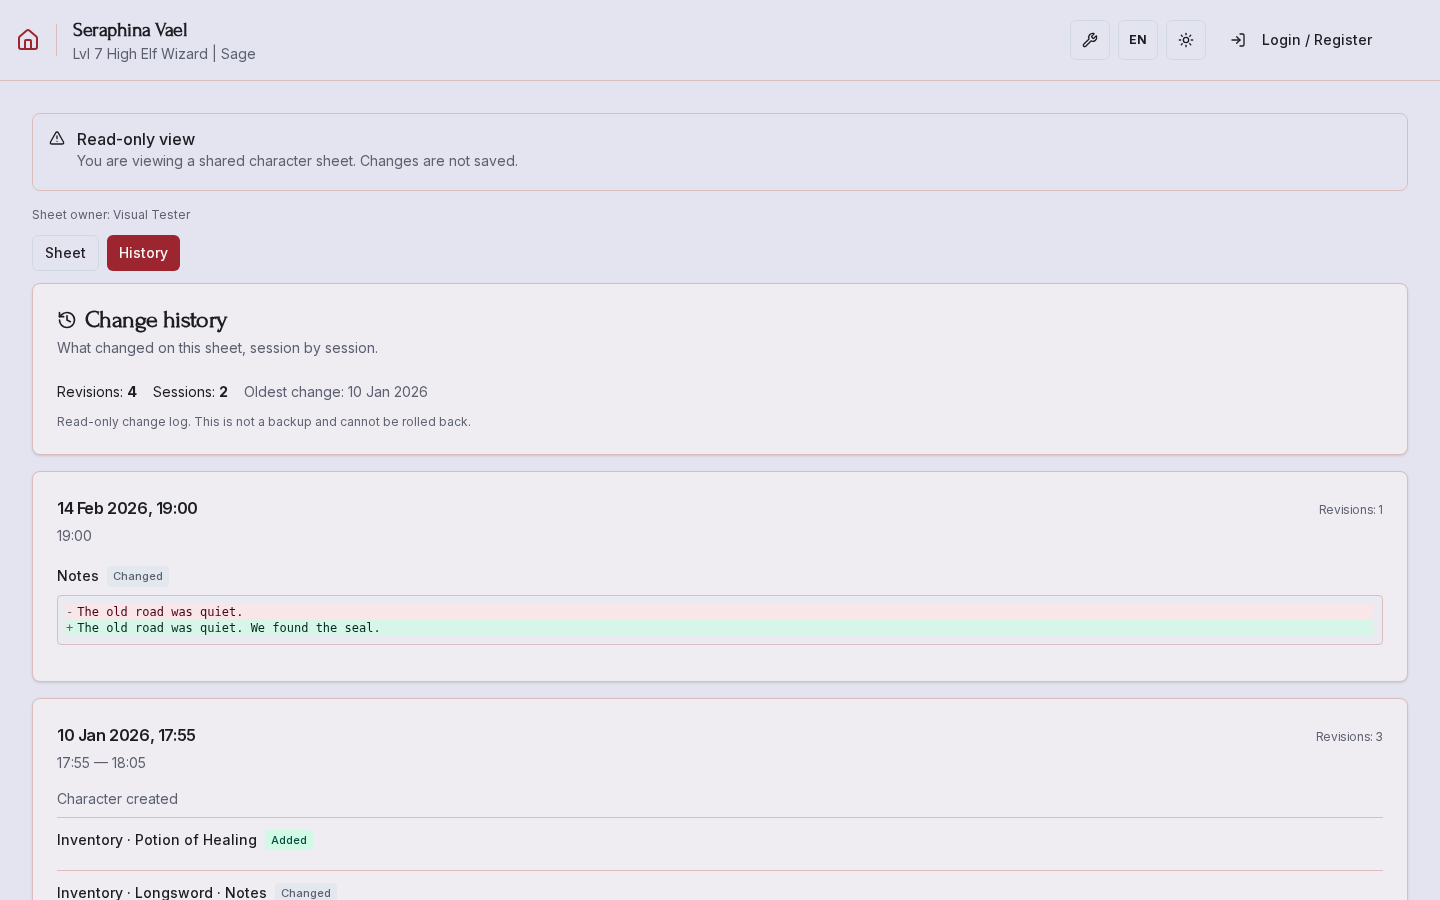 Seraphina Vael
Lvl 7 High Elf Wizard | Sage
EN
Login / Register
Read-only view
You are viewing a shared character sheet. Changes are not saved.
Sheet owner: Visual Tester
Sheet
History
Change history
What changed on this sheet, session by session.
Revisions: 4 Sessions: 2 Oldest change: 10 Jan 2026
Read-only change log. This is not a backup and cannot be rolled back.
14 Feb 2026, 19:00
Revisions: 1
19:00
Notes Changed
- The old road was quiet.
+ The old road was quiet. We found the seal.
10 Jan 2026, 17:55
Revisions: 3
17:55 — 18:05
Character created
Inventory · Potion of Healing Added
Inventory · Longsword · Notes Changed